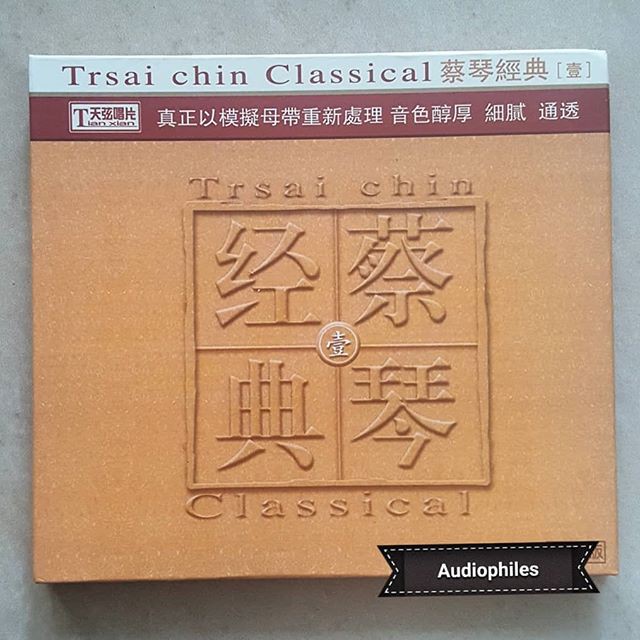 Trsai chin Classical 蔡琴經典 [壹]
T天弦唱片
Tian xian
真正以模擬母帶重新處理 音色醇厚 細膩 通透
Trsai chin
经 蔡
壹
典 琴
Classical
版
Audiophiles